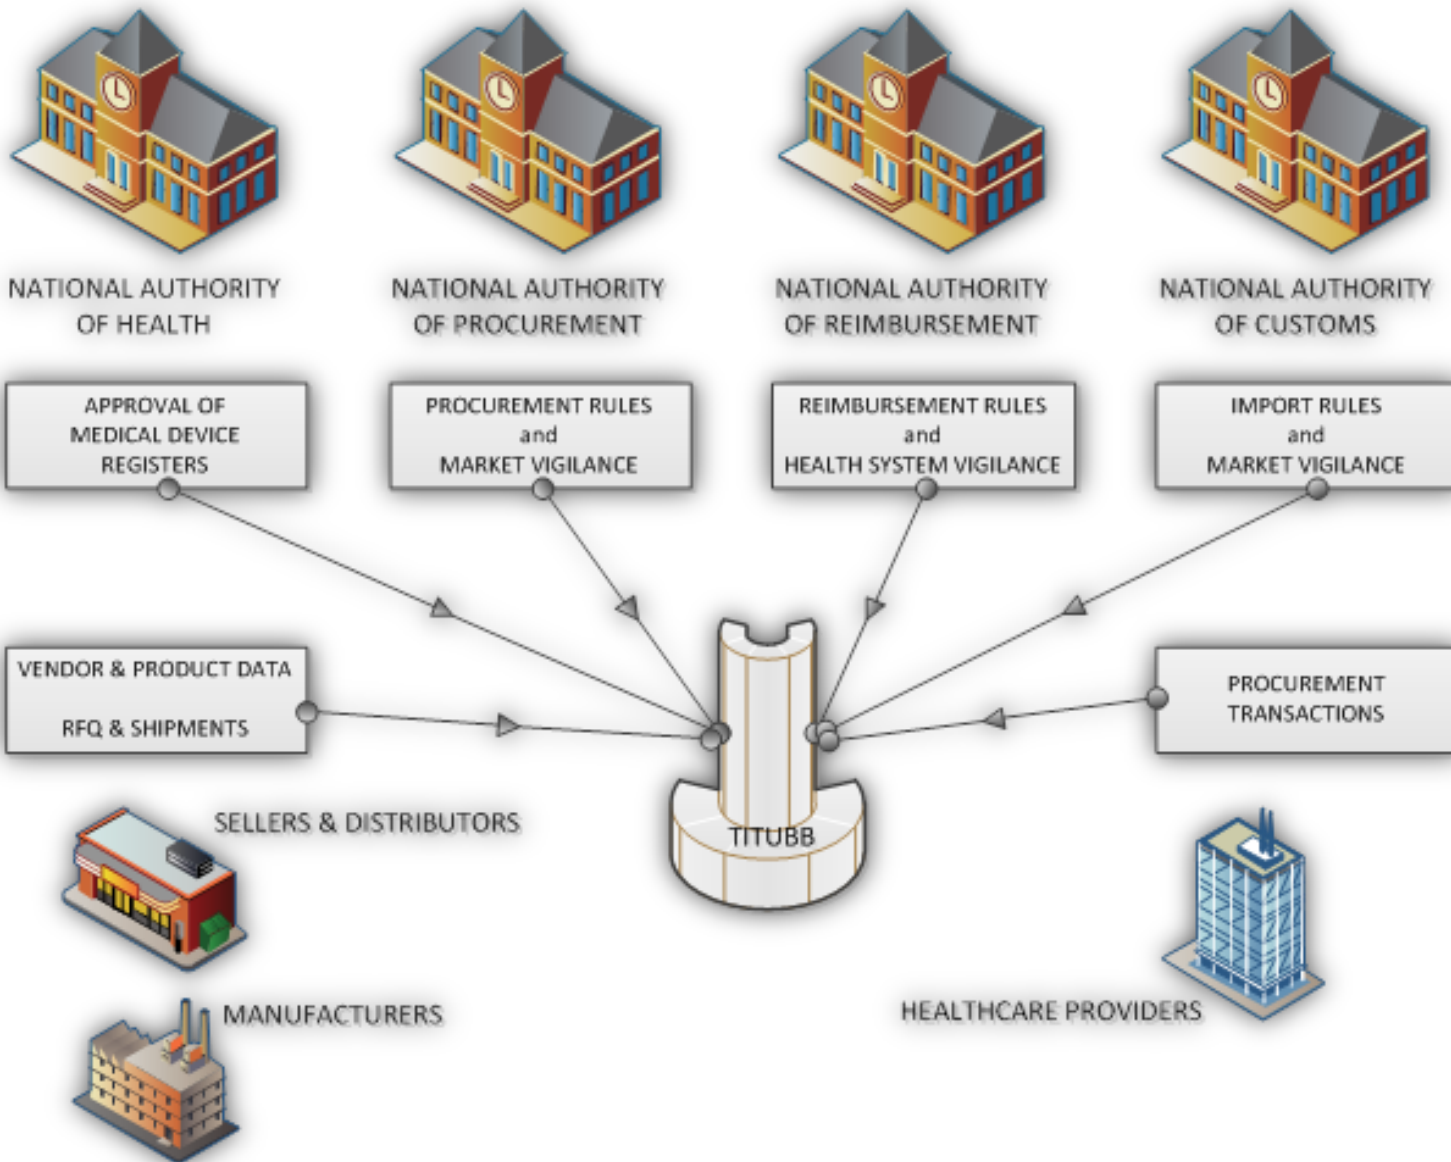 NATIONAL AUTHORITY
OF HEALTH
NATIONAL AUTHORITY
OF PROCUREMENT
NATIONAL AUTHORITY
OF REIMBURSEMENT
NATIONAL AUTHORITY
OF CUSTOMS
APPROVAL OF
MEDICAL DEVICE
REGISTERS
PROCUREMENT RULES
and
MARKET VIGILANCE
REIMBURSEMENT RULES
and
HEALTH SYSTEM VIGILANCE
IMPORT RULES
and
MARKET VIGILANCE
VENDOR & PRODUCT DATA
RFQ & SHIPMENTS
PROCUREMENT
TRANSACTIONS
SELLERS & DISTRIBUTORS
TITUBB
MANUFACTURERS
HEALTHCARE PROVIDERS